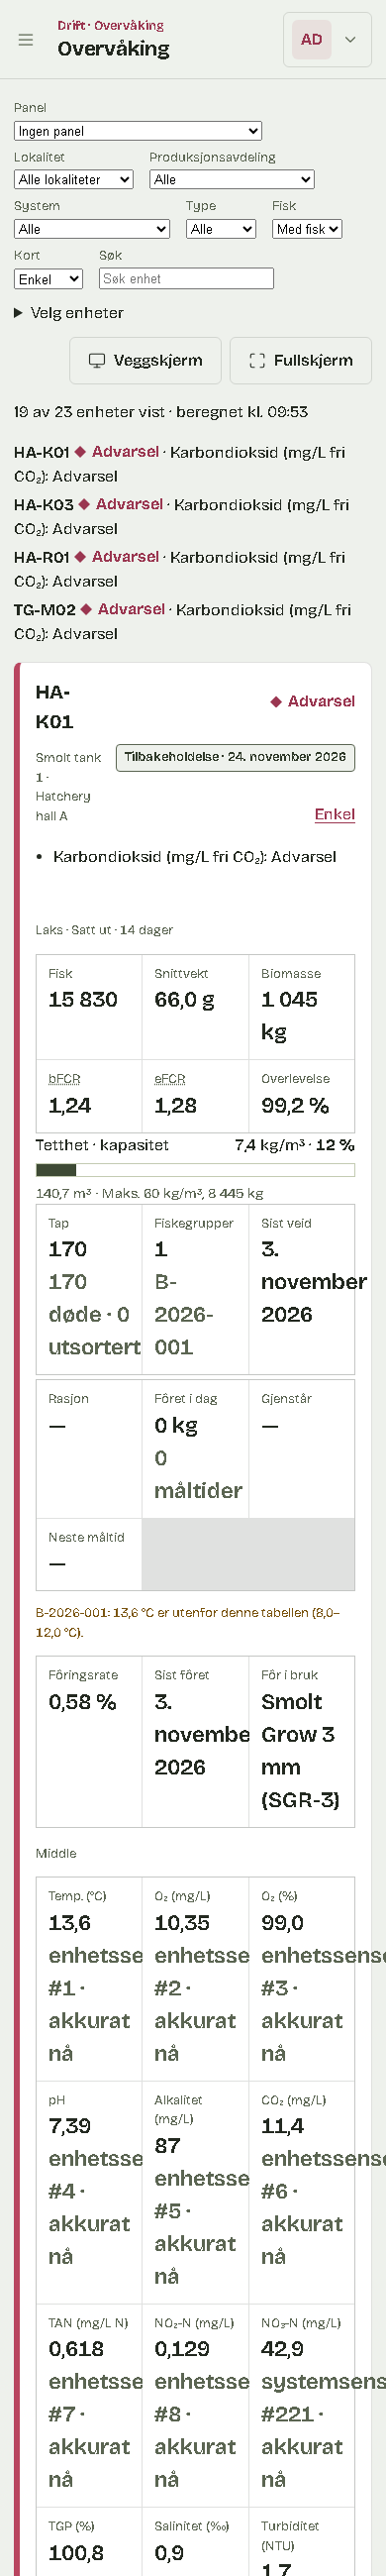 Drift · Overvåking
Overvåking
AD
Panel
Ingen panel
Lokalitet Produksjonsavdeling
Alle lokaliteter Alle
System Type Fisk
Alle Alle Med fisk
Kort Søk
Enkel Søk enhet
▶ Velg enheter
Veggskjerm Fullskjerm
19 av 23 enheter vist · beregnet kl. 09:53
HA-K01 ◆ Advarsel · Karbondioksid (mg/L fri
CO₂): Advarsel
HA-K03 ◆ Advarsel · Karbondioksid (mg/L fri
CO₂): Advarsel
HA-R01 ◆ Advarsel · Karbondioksid (mg/L fri
CO₂): Advarsel
TG-M02 ◆ Advarsel · Karbondioksid (mg/L fri
CO₂): Advarsel
HA-
K01
◆ Advarsel
Smolt tank
1 ·
Hatchery
hall A
Tilbakeholdelse · 24. november 2026
Enkel
• Karbondioksid (mg/L fri CO₂): Advarsel
Laks · Satt ut · 14 dager
Fisk Snittvekt Biomasse
15 830 66,0 g 1 045
kg
bFCR eFCR Overlevelse
1,24 1,28 99,2 %
Tetthet · kapasitet 7,4 kg/m³ · 12 %
140,7 m³ · Maks. 60 kg/m³, 8 445 kg
Tap Fiskegrupper Sist veid
170 1 3.
170 B- november
døde · 0 2026- 2026
utsortert 001
Rasjon Fôret i dag Gjenstår
— 0 kg —
0
måltider
Neste måltid
—
B-2026-001: 13,6 °C er utenfor denne tabellen (8,0–
12,0 °C).
Fôringsrate Sist fôret Fôr i bruk
0,58 % 3. Smolt
novembe Grow 3
2026 mm
(SGR-3)
Middle
Temp. (°C) O₂ (mg/L) O₂ (%)
13,6 10,35 99,0
enhetsse enhetsse enhetssens
#1 · #2 · #3 ·
akkurat akkurat akkurat
nå nå nå
pH Alkalitet CO₂ (mg/L)
(mg/L)
7,39 87 11,4
enhetsse enhetsse enhetssens
#4 · #5 · #6 ·
akkurat akkurat akkurat
nå nå nå
TAN (mg/L N) NO₂-N (mg/L) NO₃-N (mg/L)
0,618 0,129 42,9
enhetsse enhetsse systemsens
#7 · #8 · #221 ·
akkurat akkurat akkurat
nå nå nå
TGP (%) Salinitet (‰) Turbiditet
(NTU)
100,8 0,9 1,7